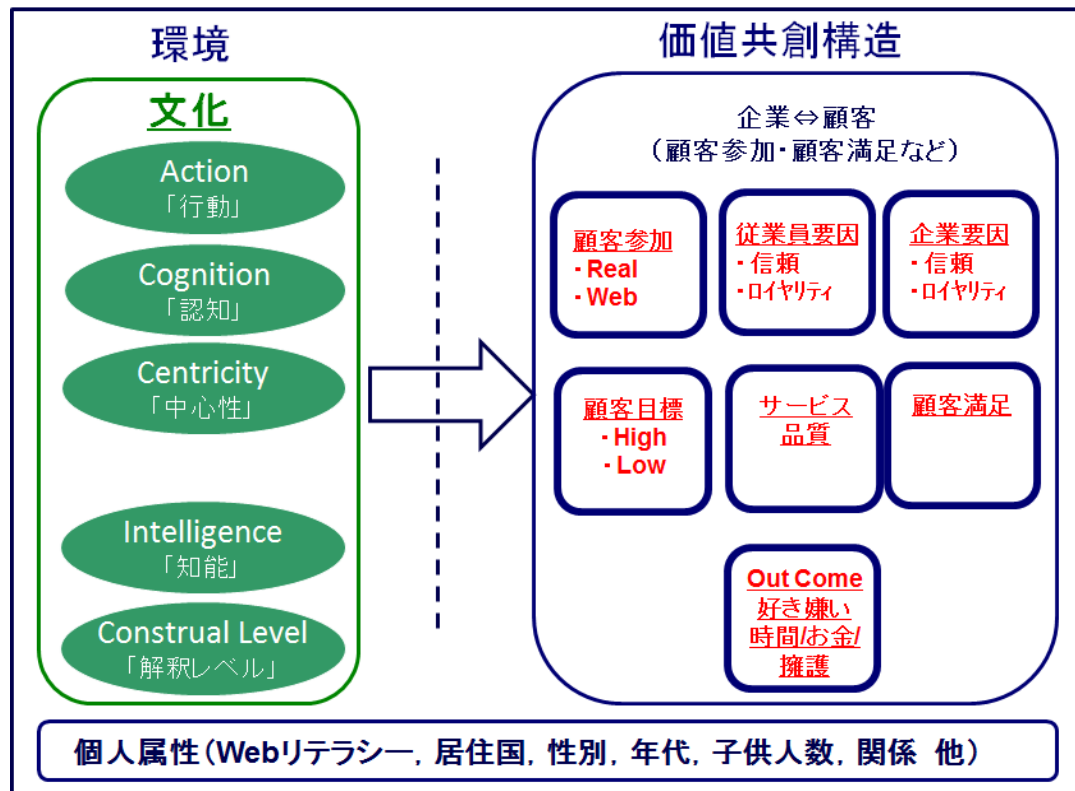 環境
文化
Action
「行動」
Cognition
「認知」
Centricity
「中心性」
Intelligence
「知能」
Construal Level
「解釈レベル」
価値共創構造
企業⇔顧客
（顧客参加・顧客満足など）
顧客参加
- Real
- Web
従業員要因
・信頼
・ロイヤリティ
企業要因
・信頼
・ロイヤリティ
顧客目標
- High
- Low
サービス
品質
顧客満足
Out Come
好き嫌い
時間/お金/
擁護
個人属性（Webリテラシー, 居住国, 性別, 年代, 子供人数, 関係 他）